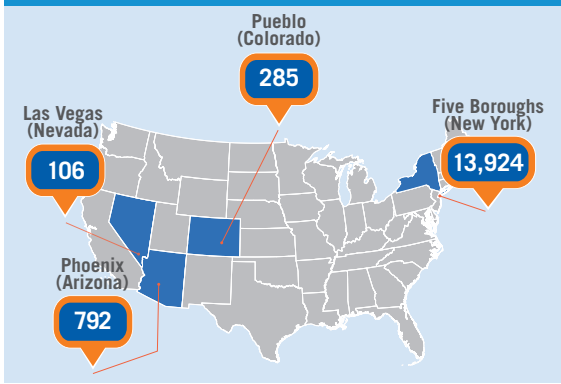 Pueblo
(Colorado)
285
Las Vegas
(Nevada)
106
Five Boroughs
(New York)
13,924
Phoenix
(Arizona)
792